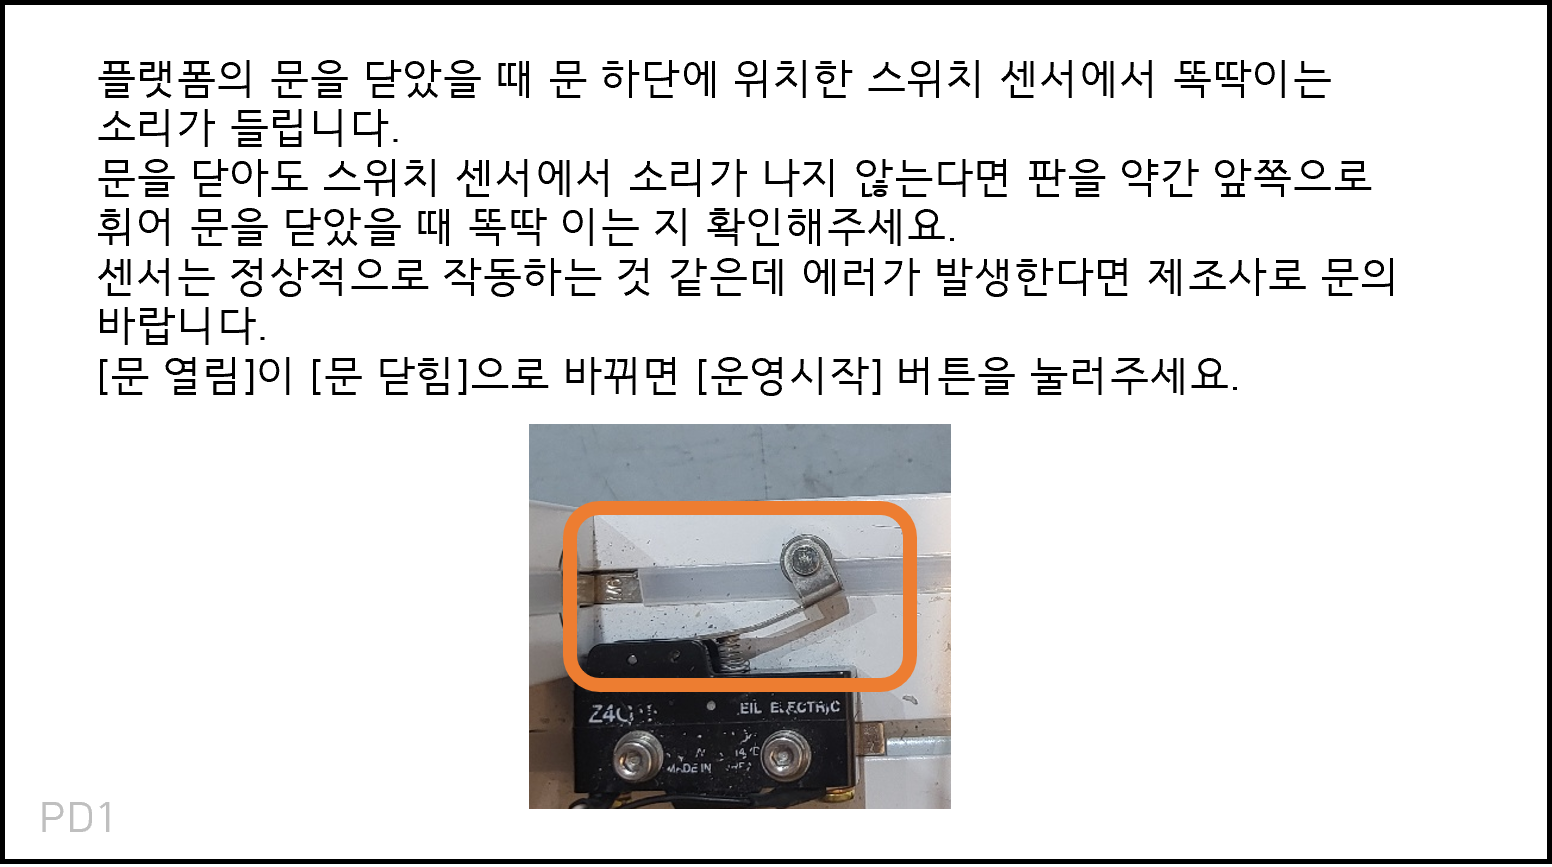 플랫폼의 문을 닫았을 때 문 하단에 위치한 스위치 센서에서 똑딱이는
소리가 들립니다.
문을 닫아도 스위치 센서에서 소리가 나지 않는다면 판을 약간 앞쪽으로
휘어 문을 닫았을 때 똑딱 이는 지 확인해주세요.
센서는 정상적으로 작동하는 것 같은데 에러가 발생한다면 제조사로 문의
바랍니다.
[문 열림]이 [문 닫힘]으로 바뀌면 [운영시작] 버튼을 눌러주세요.
EIL ELECTRIC
MADE IN
PD1